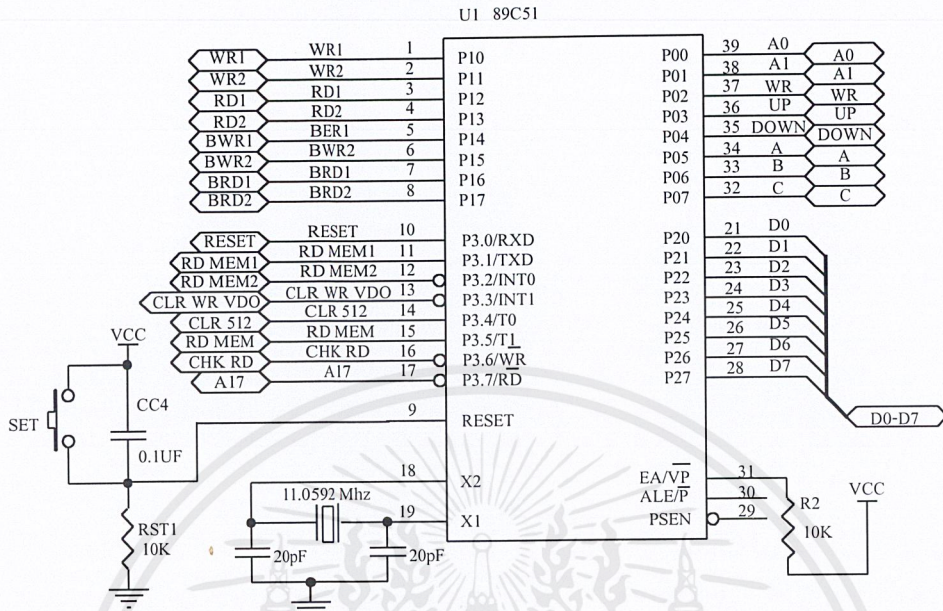 U1 89C51
WR1 WR1 1 P10
WR2 WR2 2 P11
RD1 RD1 3 P12
RD2 RD2 4 P13
BWR1 BER1 5 P14
BWR2 BWR2 6 P15
BRD1 BRD1 7 P16
BRD2 BRD2 8 P17
P00 39 A0 A0
P01 38 A1 A1
P02 37 WR WR
P03 36 UP UP
P04 35 DOWN DOWN
P05 34 A A
P06 33 B B
P07 32 C C
RESET RESET 10 P3.0/RXD
RD MEM1 RD MEM1 11 P3.1/TXD
RD MEM2 RD MEM2 12 P3.2/INT0
CLR WR VDO CLR WR VDO 13 P3.3/INT1
CLR 512 CLR 512 14 P3.4/T0
RD MEM RD MEM 15 P3.5/T1
CHK RD CHK RD 16 P3.6/WR
A17 A17 17 P3.7/RD
P20 21 D0
P21 22 D1
P22 23 D2
P23 24 D3
P24 25 D4
P25 26 D5
P26 27 D6
P27 28 D7
D0-D7
VCC
SET
CC4
0.1UF
9 RESET
RST1
10K
18 X2
11.0592 Mhz
19 X1
20pF
20pF
EA/VP 31
ALE/P 30
PSEN 29
R2
10K
VCC